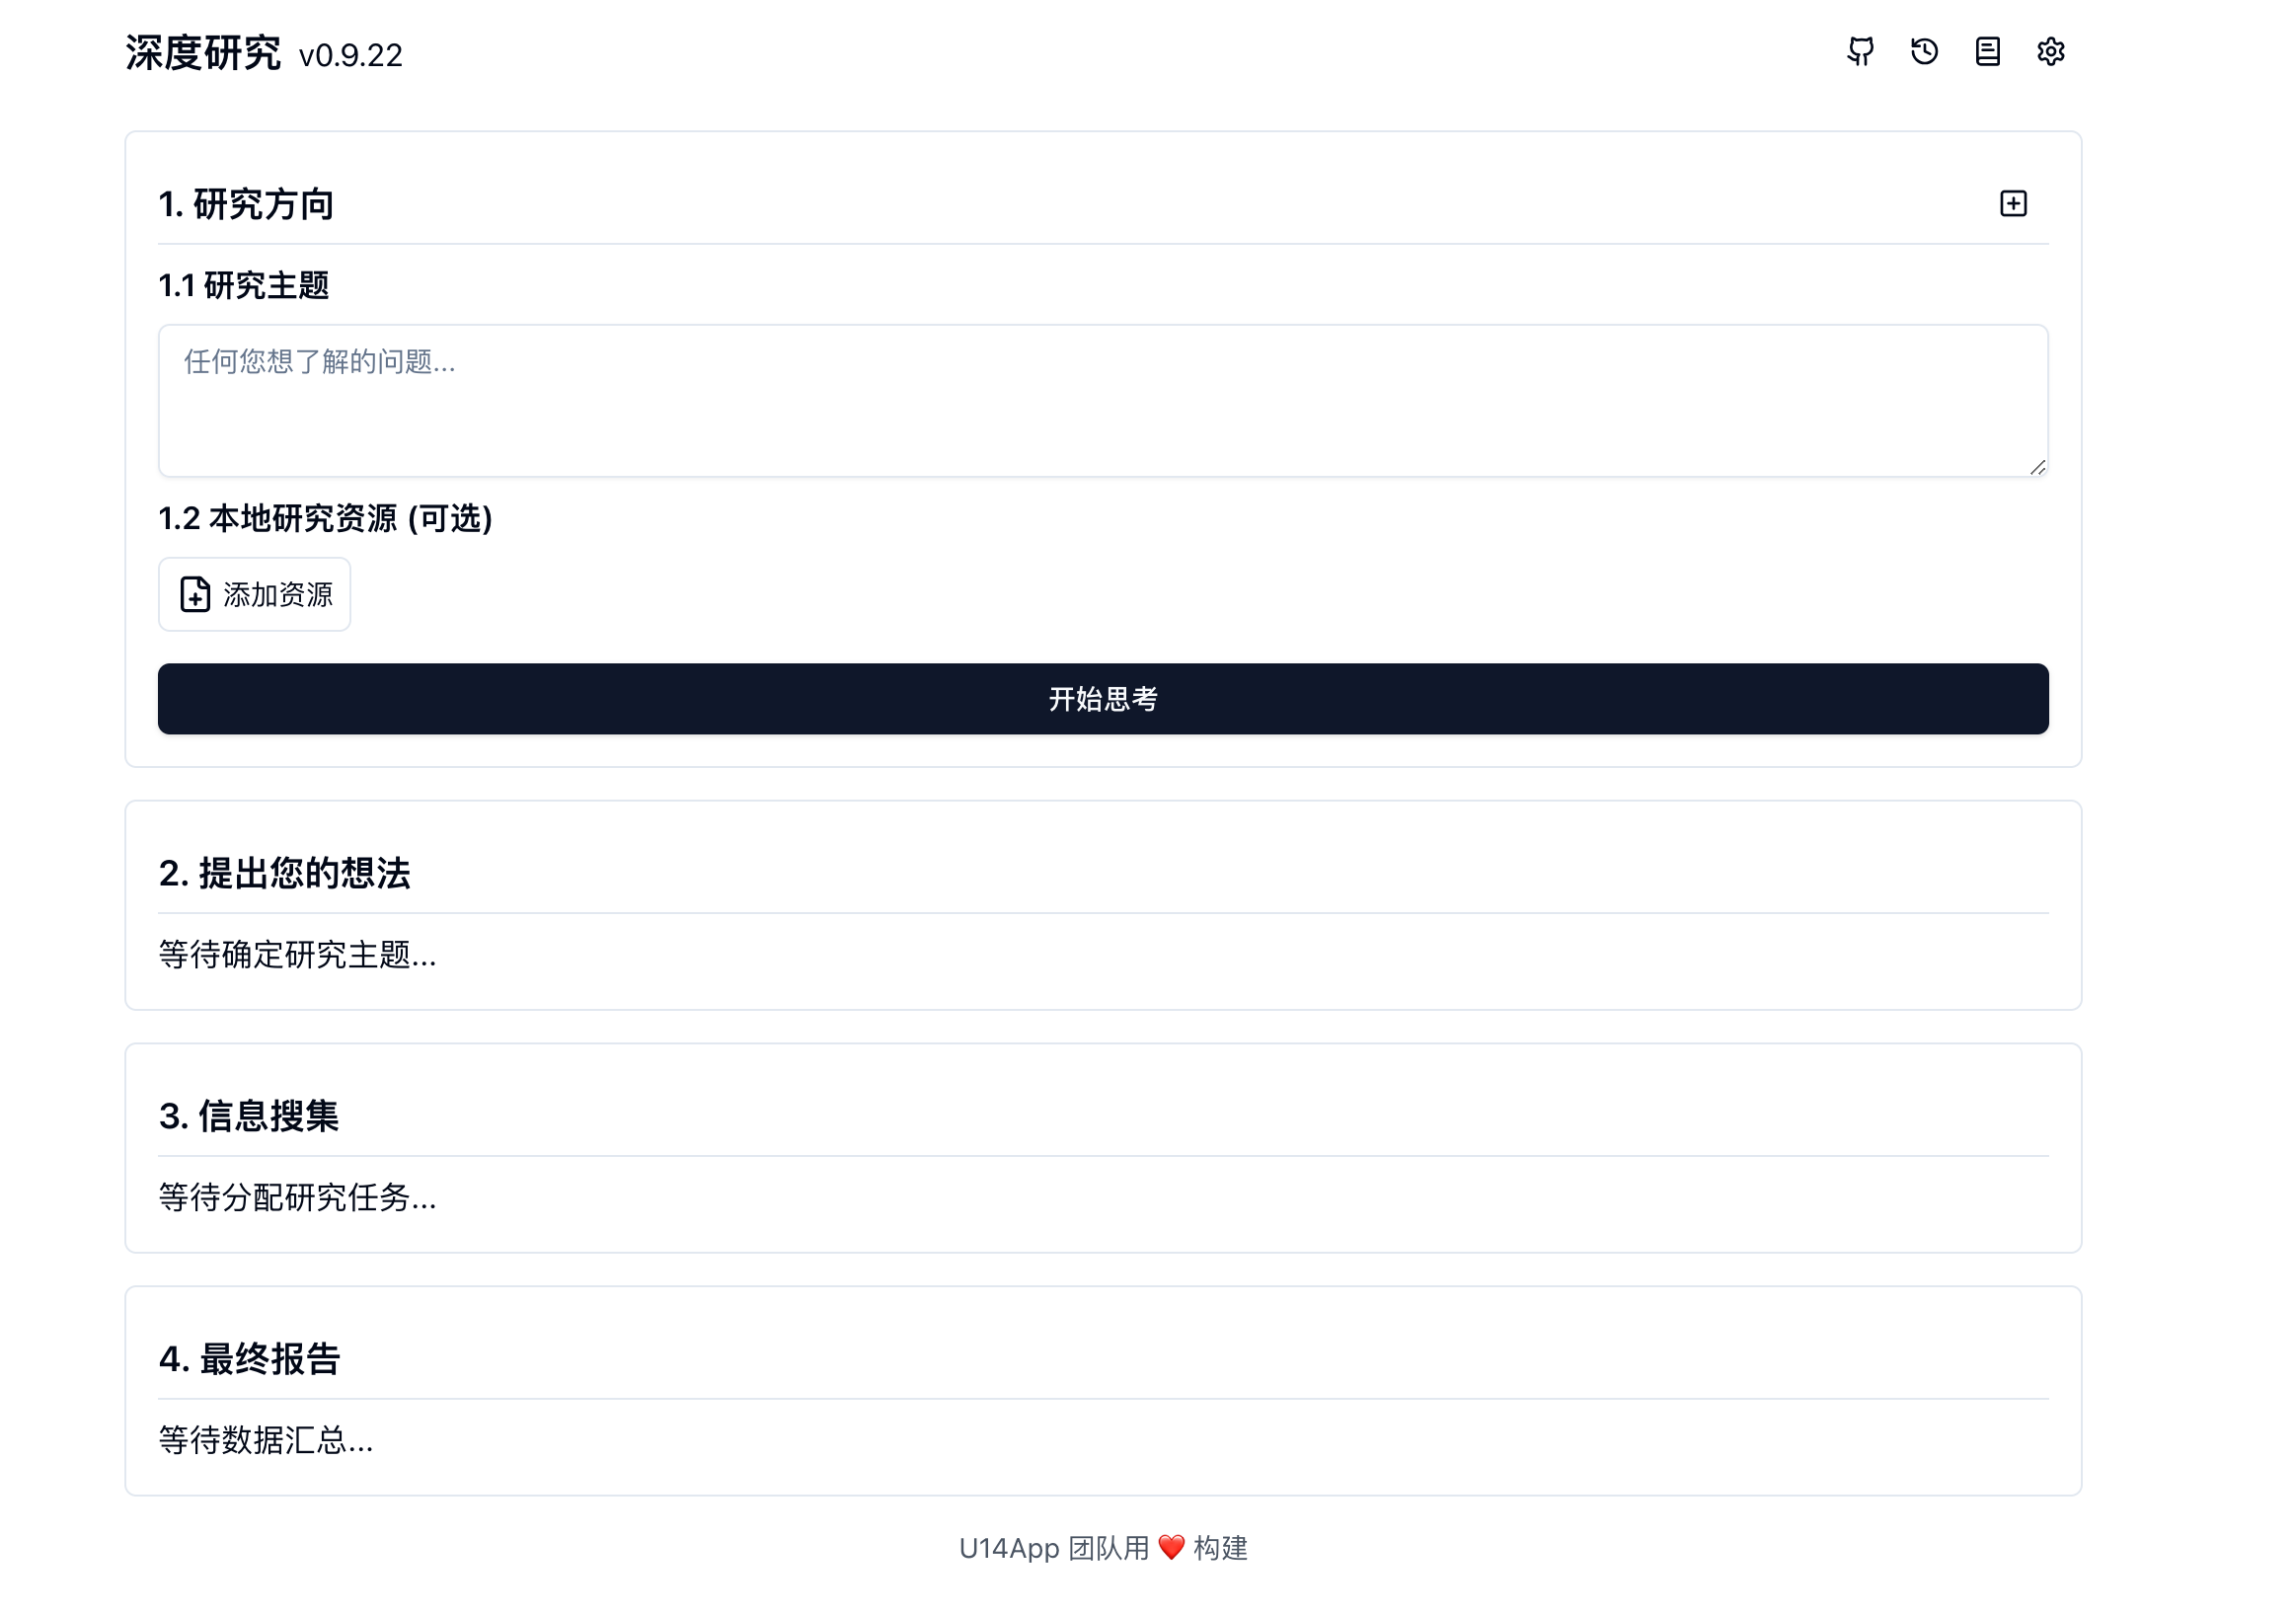 深度研究 v0.9.22
1. 研究方向
1.1 研究主题
任何您想了解的问题...
1.2 本地研究资源 (可选)
添加资源
开始思考
2. 提出您的想法
等待确定研究主题...
3. 信息搜集
等待分配研究任务...
4. 最终报告
等待数据汇总...
U14App 团队用 ❤️ 构建